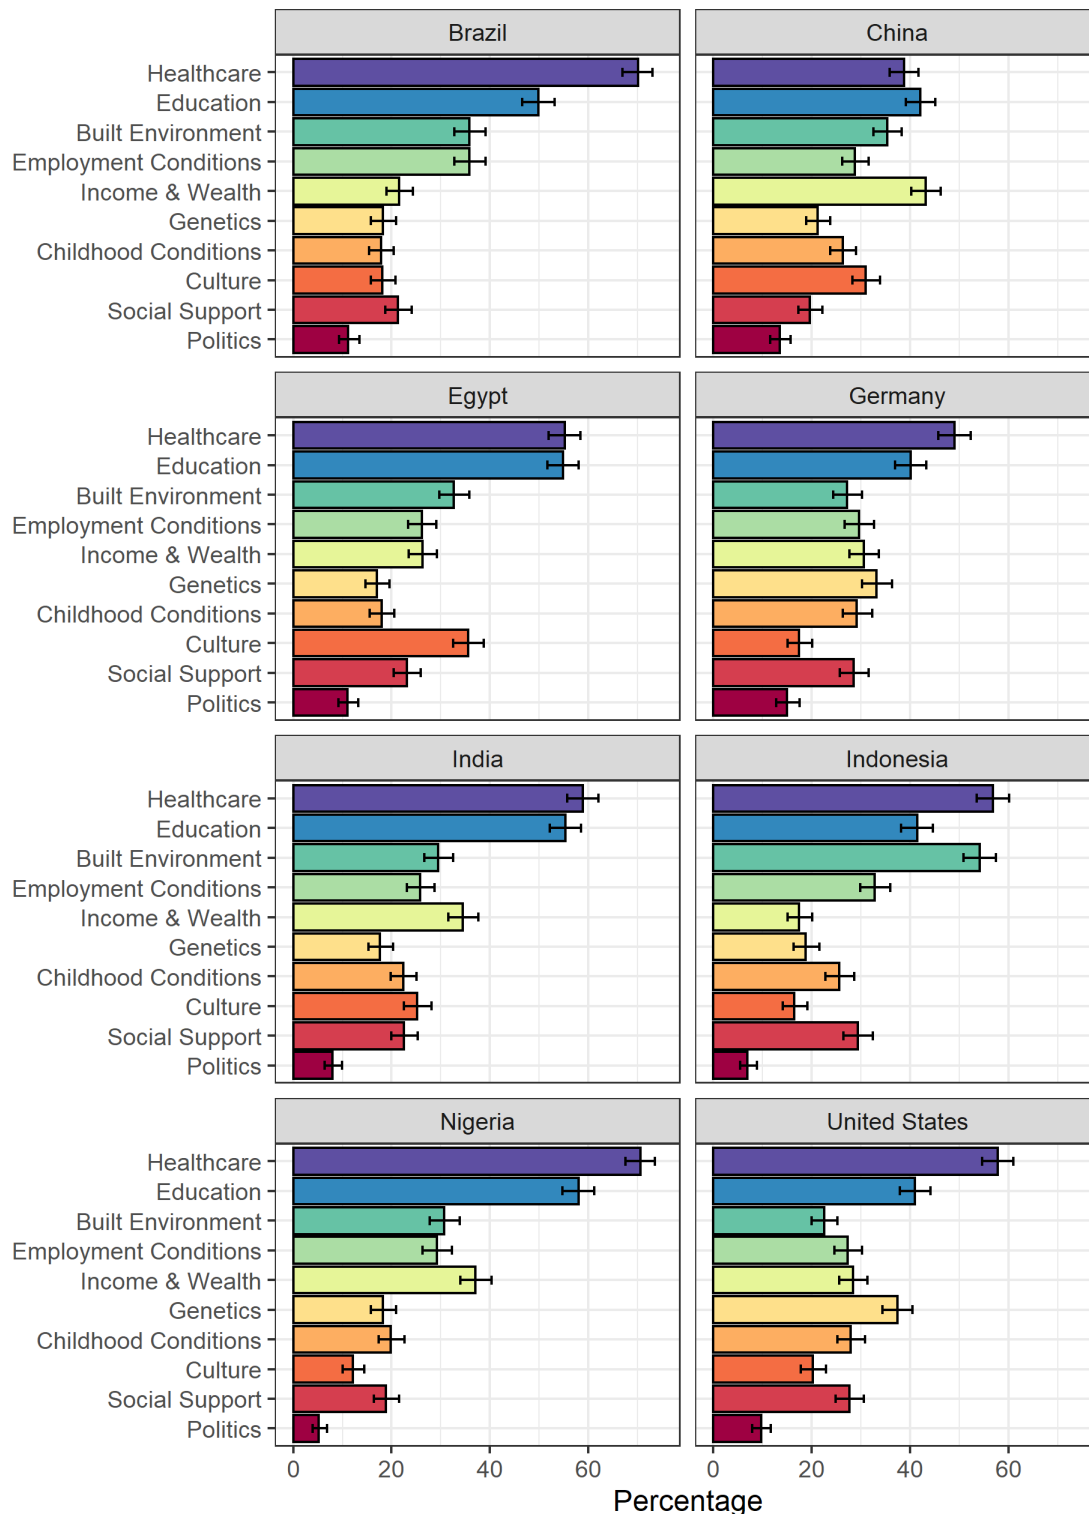 Brazil
China
Healthcare
Education
Built Environment
Employment Conditions
Income & Wealth
Genetics
Childhood Conditions
Culture
Social Support
Politics
Egypt
Germany
Healthcare
Education
Built Environment
Employment Conditions
Income & Wealth
Genetics
Childhood Conditions
Culture
Social Support
Politics
India
Indonesia
Healthcare
Education
Built Environment
Employment Conditions
Income & Wealth
Genetics
Childhood Conditions
Culture
Social Support
Politics
Nigeria
United States
Healthcare
Education
Built Environment
Employment Conditions
Income & Wealth
Genetics
Childhood Conditions
Culture
Social Support
Politics
0 20 40 60 0 20 40 60
Percentage